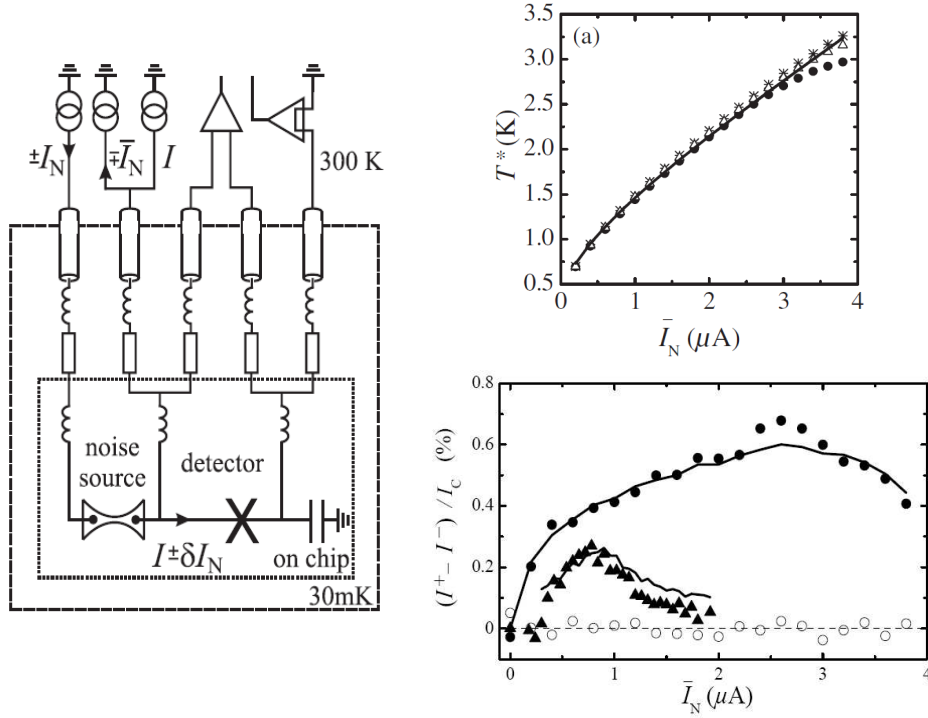 ±I_N
∓Ī_N
I
300 K
noise
source
detector
I±δI_N
on chip
30mK
(a)
3.5
3.0
2.5
2.0
1.5
1.0
0.5
T* (K)
0 1 2 3 4
Ī_N (μA)
0.8
0.6
0.4
0.2
0
(I⁺ – I⁻) / I_C (%)
0 1 2 3 4
Ī_N (μA)